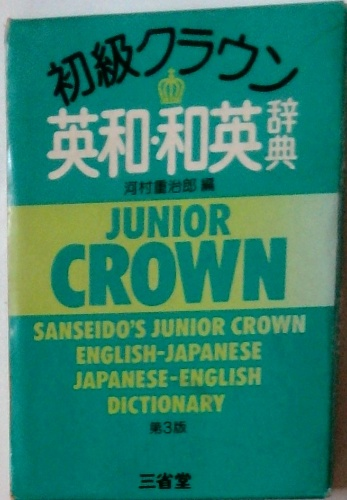 初級クラウン
英和・和英辞典
河村重治郎 編
JUNIOR
CROWN
SANSEIDO'S JUNIOR CROWN
ENGLISH-JAPANESE
JAPANESE-ENGLISH
DICTIONARY
第3版
三省堂